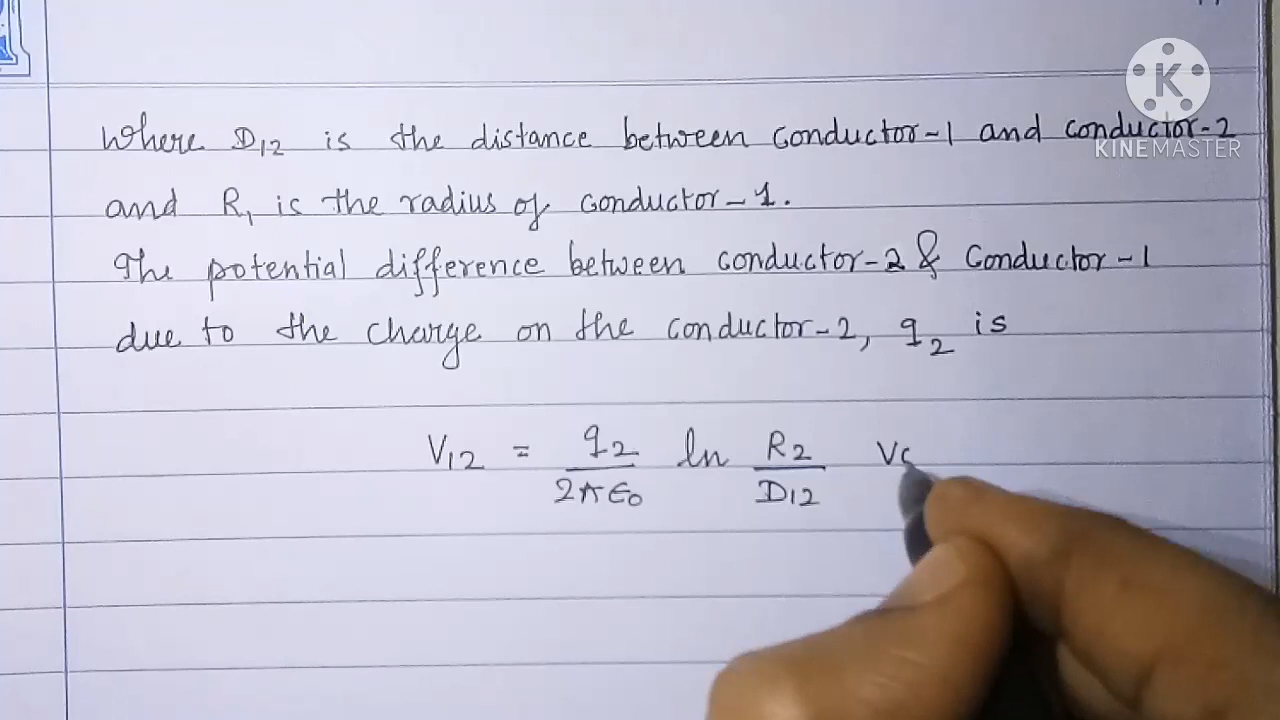 K
KINEMASTER
Where D12 is the distance between conductor-1 and conductor-2
and R1 is the radius of conductor-1.
The potential difference between conductor-2 & Conductor-1
due to the charge on the conductor-2, q2 is
V12 = q2/2πϵ0 ln R2/D12